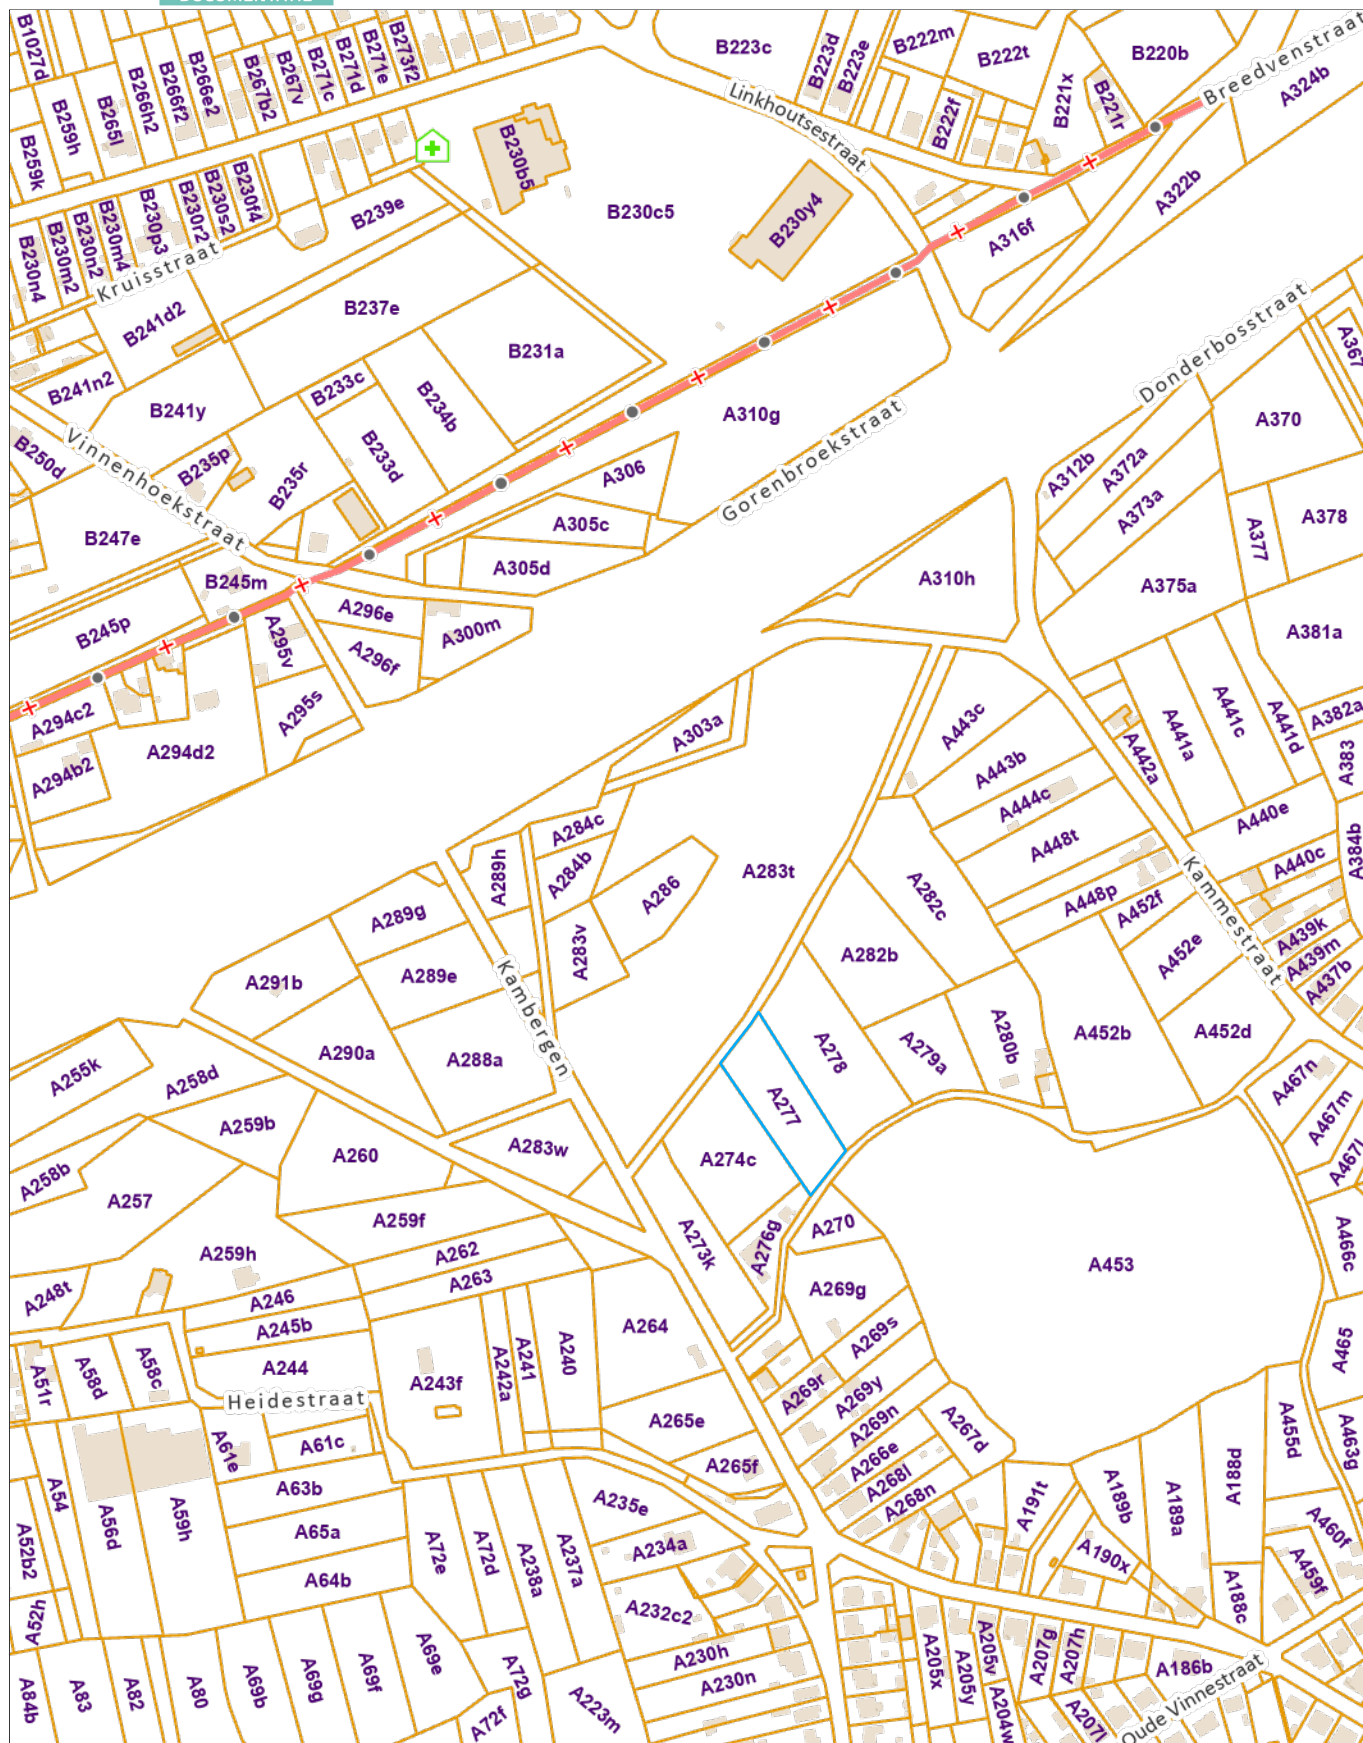 B1027d
B259h
B265l
B266h2
B266f2
B266e2
B267b2
B267v
B271c
B271d
B271e
B273f2
B259k
B230n4
B230m2
B230n2
B230m4
B230p3
B230r2
B230s2
B230f4
Kruisstraat
B239e
B230b5
B230c5
B230y4
B223c
B223d
B223e
B222m
B222t
B222f
B221x
B221r
B220b
Linkhoutsestraat
Breedvenstraat
A324b
A322b
A316f
B241d2
B237e
B231a
B241n2
B241y
B233c
B234b
B233d
B250d
Vinnenhoekstraat
B235p
B235r
B247e
B245m
B245p
A310g
Gorenbroekstraat
Donderbosstraat
A367
A370
A306
A305c
A305d
A312b
A372a
A373a
A377
A378
A375a
A310h
A381a
A296e
A296f
A300m
A295v
A295s
A294c2
A294b2
A294d2
A303a
A443c
A443b
A444c
A448t
A448p
A442a
A441a
A441c
A441d
A382a
A383
A440e
A440c
A384b
A284c
A284b
A289h
A286
A283t
A283v
A282c
A282b
A452f
A452e
A452d
A452b
Kammestraat
A439k
A439m
A437b
A289g
A289e
A291b
A290a
A288a
Kambergen
A278
A279a
A280b
A277
A274c
A276g
A273k
A270
A269g
A453
A467n
A467m
A467l
A466c
A465
A463g
A255k
A258d
A259b
A258b
A257
A260
A283w
A259f
A259h
A262
A263
A248t
A246
A245b
A244
Heidestraat
A243f
A242a
A241
A240
A264
A265e
A265f
A269s
A269r
A269y
A269n
A266e
A268l
A268n
A267d
A51r
A58d
A58c
A61e
A61c
A63b
A65a
A64b
A54
A56d
A59h
A52b2
A52h
A72e
A72d
A238a
A237a
A235e
A234a
A232c2
A230h
A230n
A191t
A189b
A189a
A188p
A188c
A190x
A455d
A460f
A459f
A84b
A83
A82
A80
A69b
A69g
A69f
A69e
A72g
A72f
A223m
A205x
A205y
A205v
A204w
A207g
A207h
A207l
A186b
Oude Vinnestraat